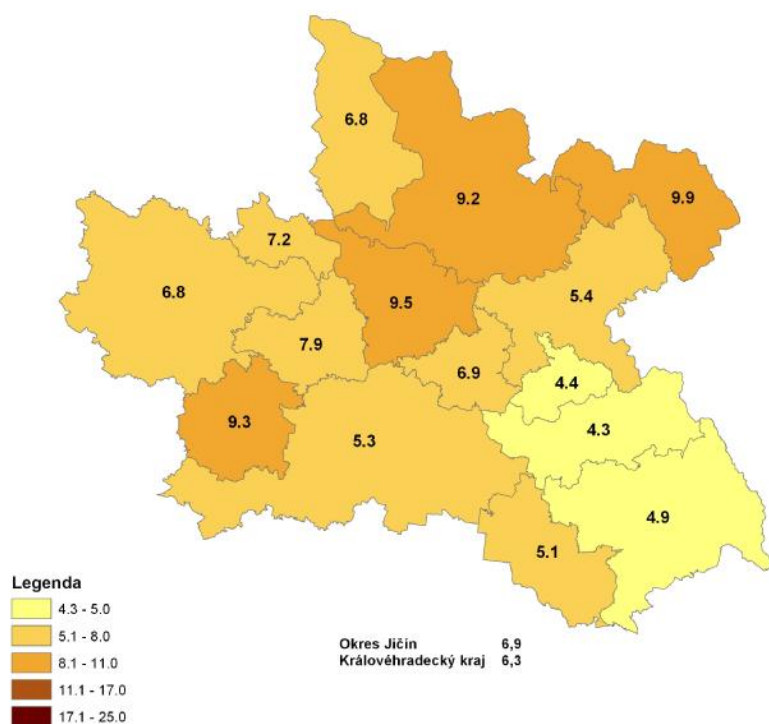 6.8
9.2
9.9
7.2
6.8
9.5
5.4
7.9
6.9
4.4
9.3
5.3
4.3
4.9
5.1
Legenda
4.3 - 5.0
5.1 - 8.0
8.1 - 11.0
11.1 - 17.0
17.1 - 25.0
Okres Jičín 6,9
Královéhradecký kraj 6,3